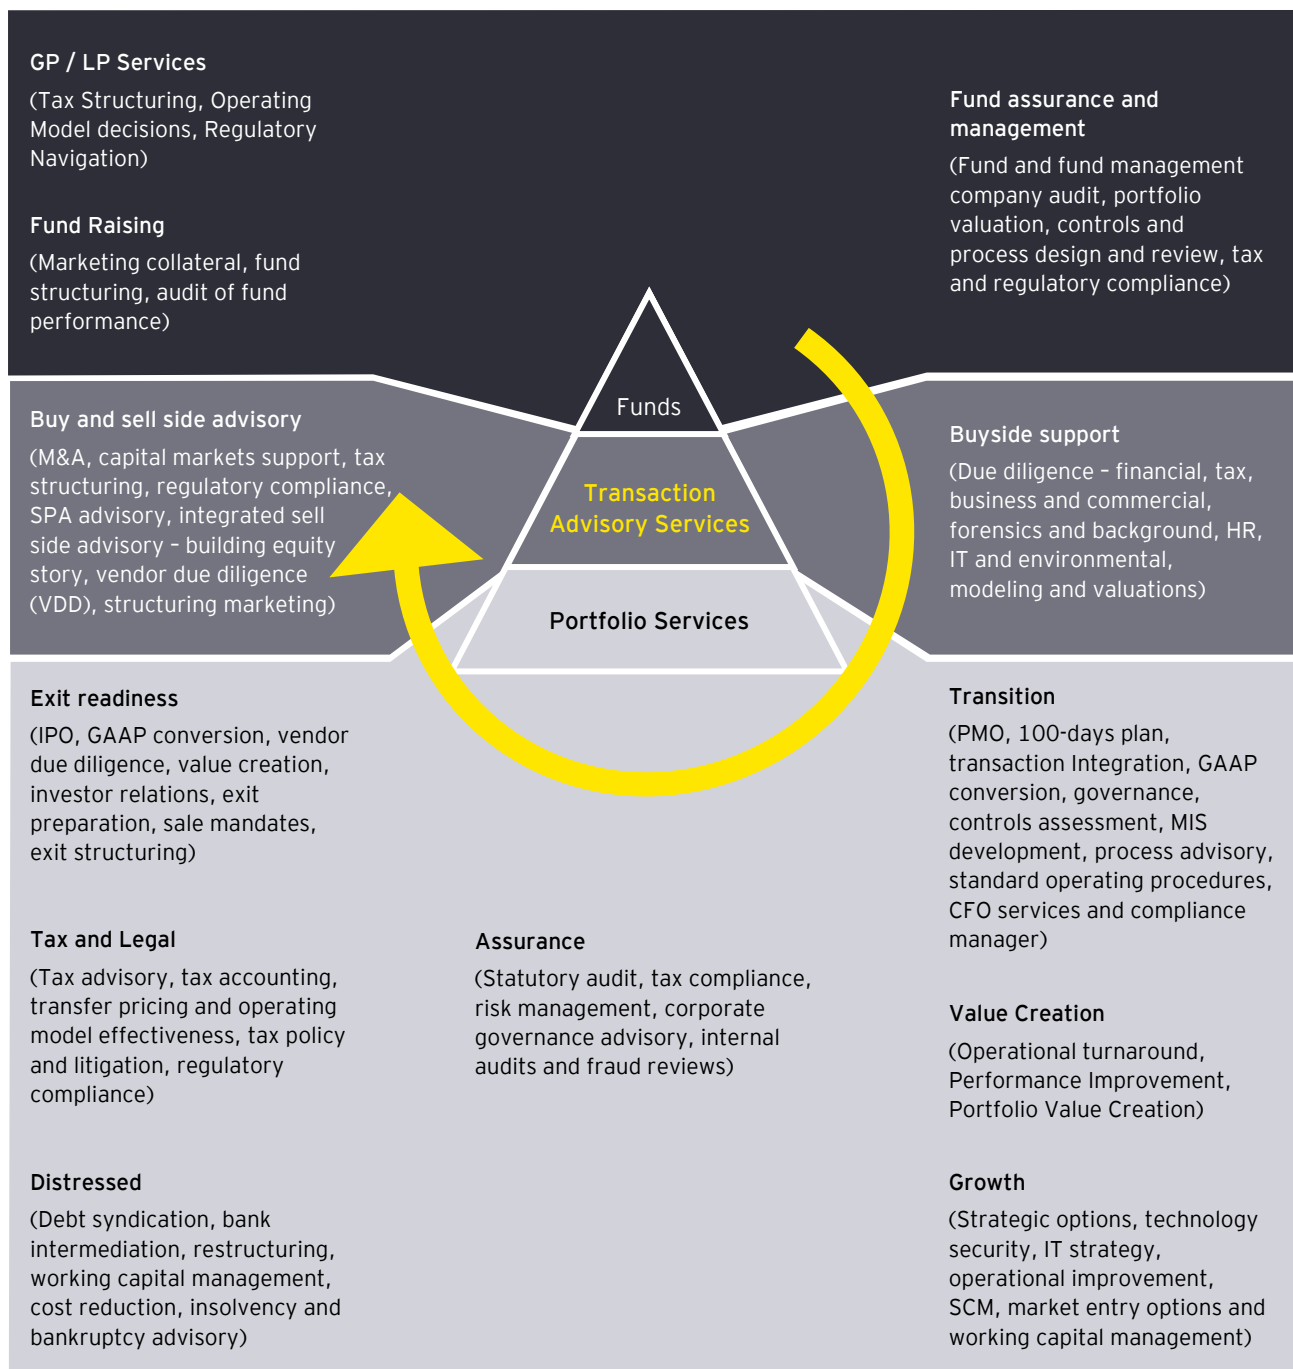 GP / LP Services
(Tax Structuring, Operating
Model decisions, Regulatory
Navigation)
Fund Raising
(Marketing collateral, fund
structuring, audit of fund
performance)
Fund assurance and
management
(Fund and fund management
company audit, portfolio
valuation, controls and
process design and review, tax
and regulatory compliance)
Funds
Buy and sell side advisory
(M&A, capital markets support, tax
structuring, regulatory compliance,
SPA advisory, integrated sell
side advisory – building equity
story, vendor due diligence
(VDD), structuring marketing)
Transaction
Advisory Services
Buyside support
(Due diligence – financial, tax,
business and commercial,
forensics and background, HR,
IT and environmental,
modeling and valuations)
Portfolio Services
Exit readiness
(IPO, GAAP conversion, vendor
due diligence, value creation,
investor relations, exit
preparation, sale mandates,
exit structuring)
Transition
(PMO, 100-days plan,
transaction Integration, GAAP
conversion, governance,
controls assessment, MIS
development, process advisory,
standard operating procedures,
CFO services and compliance
manager)
Tax and Legal
(Tax advisory, tax accounting,
transfer pricing and operating
model effectiveness, tax policy
and litigation, regulatory
compliance)
Assurance
(Statutory audit, tax compliance,
risk management, corporate
governance advisory, internal
audits and fraud reviews)
Value Creation
(Operational turnaround,
Performance Improvement,
Portfolio Value Creation)
Distressed
(Debt syndication, bank
intermediation, restructuring,
working capital management,
cost reduction, insolvency and
bankruptcy advisory)
Growth
(Strategic options, technology
security, IT strategy,
operational improvement,
SCM, market entry options and
working capital management)